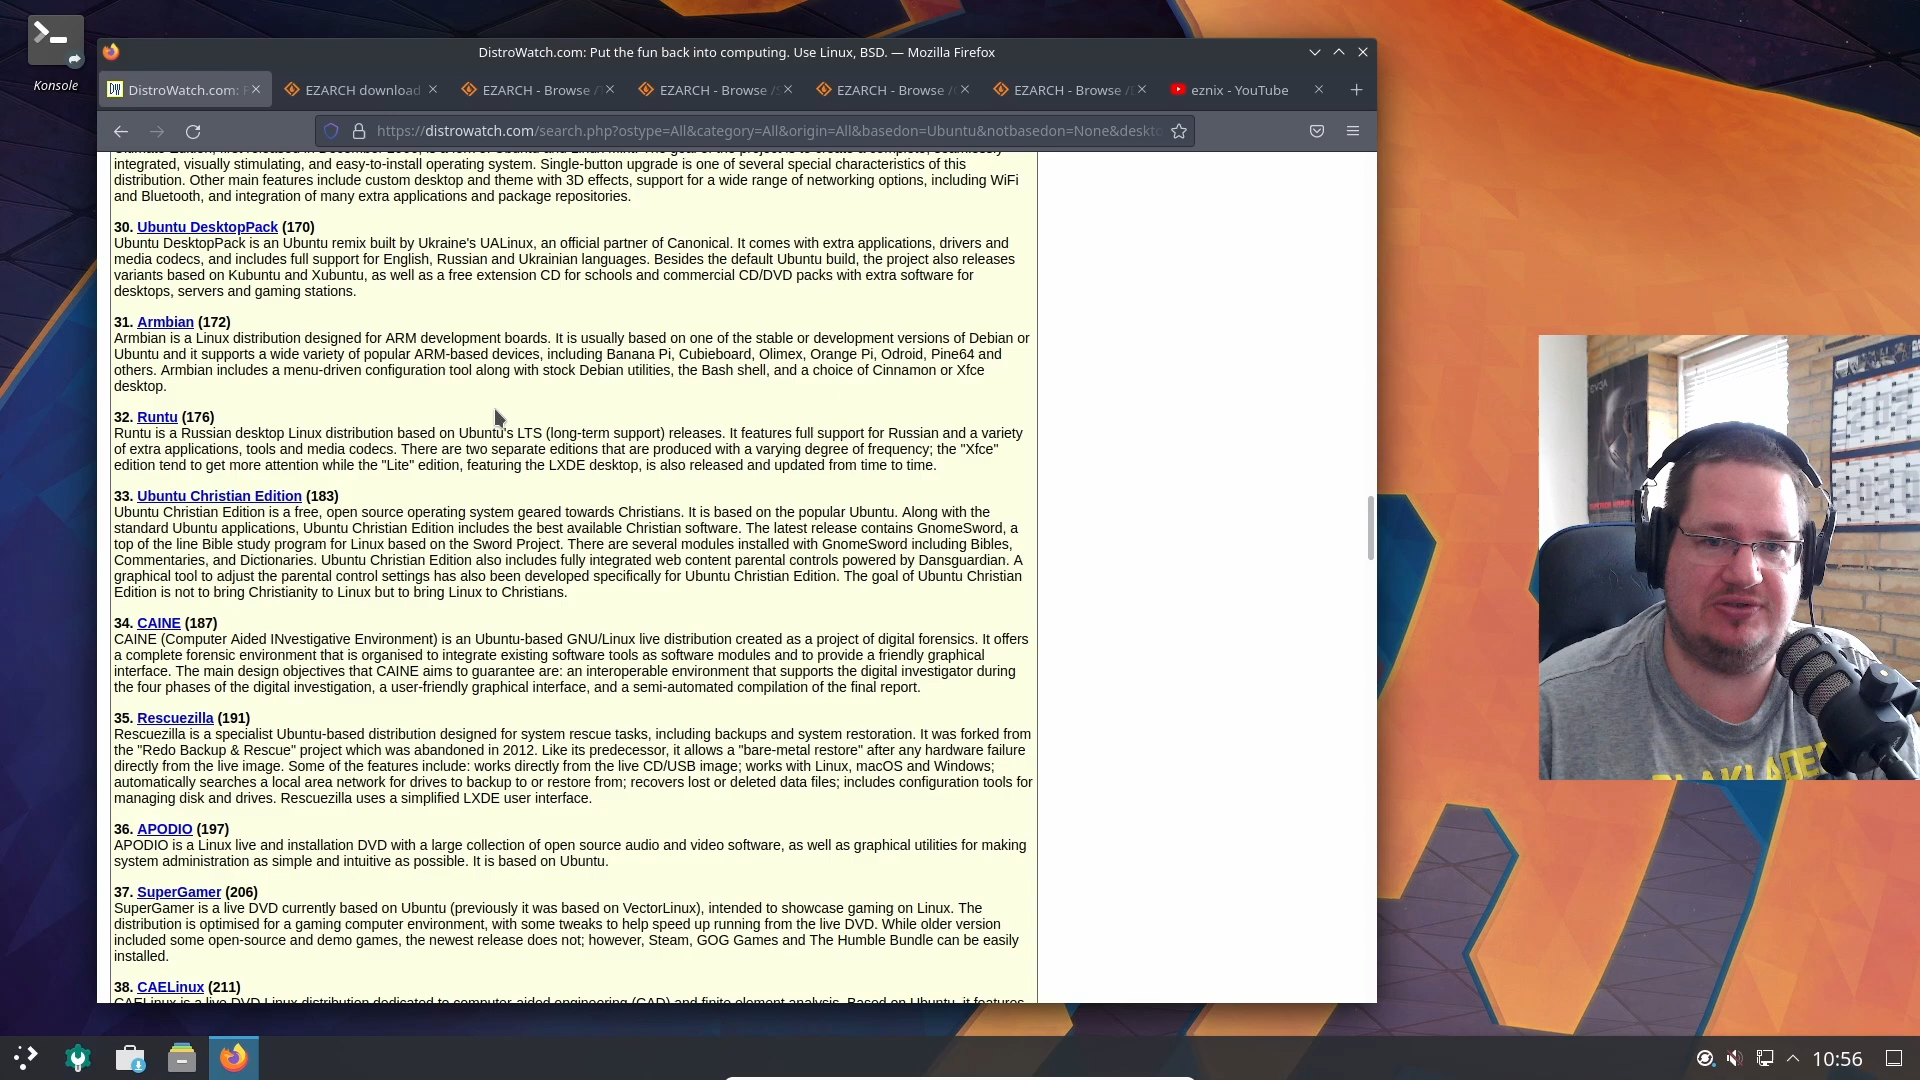 Konsole
DistroWatch.com: Put the fun back into computing. Use Linux, BSD. — Mozilla Firefox
DistroWatch.com: F
EZARCH download
EZARCH - Browse /
EZARCH - Browse /
EZARCH - Browse /
EZARCH - Browse /
eznix - YouTube
https://distrowatch.com/search.php?ostype=All&category=All&origin=All&basedon=Ubuntu&notbasedon=None&deskto
integrated, visually stimulating, and easy-to-install operating system. Single-button upgrade is one of several special characteristics of this
distribution. Other main features include custom desktop and theme with 3D effects, support for a wide range of networking options, including WiFi
and Bluetooth, and integration of many extra applications and package repositories.
30. Ubuntu DesktopPack (170)
Ubuntu DesktopPack is an Ubuntu remix built by Ukraine's UALinux, an official partner of Canonical. It comes with extra applications, drivers and
media codecs, and includes full support for English, Russian and Ukrainian languages. Besides the default Ubuntu build, the project also releases
variants based on Kubuntu and Xubuntu, as well as a free extension CD for schools and commercial CD/DVD packs with extra software for
desktops, servers and gaming stations.
31. Armbian (172)
Armbian is a Linux distribution designed for ARM development boards. It is usually based on one of the stable or development versions of Debian or
Ubuntu and it supports a wide variety of popular ARM-based devices, including Banana Pi, Cubieboard, Olimex, Orange Pi, Odroid, Pine64 and
others. Armbian includes a menu-driven configuration tool along with stock Debian utilities, the Bash shell, and a choice of Cinnamon or Xfce
desktop.
32. Runtu (176)
Runtu is a Russian desktop Linux distribution based on Ubuntu's LTS (long-term support) releases. It features full support for Russian and a variety
of extra applications, tools and media codecs. There are two separate editions that are produced with a varying degree of frequency; the "Xfce"
edition tend to get more attention while the "Lite" edition, featuring the LXDE desktop, is also released and updated from time to time.
33. Ubuntu Christian Edition (183)
Ubuntu Christian Edition is a free, open source operating system geared towards Christians. It is based on the popular Ubuntu. Along with the
standard Ubuntu applications, Ubuntu Christian Edition includes the best available Christian software. The latest release contains GnomeSword, a
top of the line Bible study program for Linux based on the Sword Project. There are several modules installed with GnomeSword including Bibles,
Commentaries, and Dictionaries. Ubuntu Christian Edition also includes fully integrated web content parental controls powered by Dansguardian. A
graphical tool to adjust the parental control settings has also been developed specifically for Ubuntu Christian Edition. The goal of Ubuntu Christian
Edition is not to bring Christianity to Linux but to bring Linux to Christians.
34. CAINE (187)
CAINE (Computer Aided INvestigative Environment) is an Ubuntu-based GNU/Linux live distribution created as a project of digital forensics. It offers
a complete forensic environment that is organised to integrate existing software tools as software modules and to provide a friendly graphical
interface. The main design objectives that CAINE aims to guarantee are: an interoperable environment that supports the digital investigator during
the four phases of the digital investigation, a user-friendly graphical interface, and a semi-automated compilation of the final report.
35. Rescuezilla (191)
Rescuezilla is a specialist Ubuntu-based distribution designed for system rescue tasks, including backups and system restoration. It was forked from
the "Redo Backup & Rescue" project which was abandoned in 2012. Like its predecessor, it allows a "bare-metal restore" after any hardware failure
directly from the live image. Some of the features include: works directly from the live CD/USB image; works with Linux, macOS and Windows;
automatically searches a local area network for drives to backup to or restore from; recovers lost or deleted data files; includes configuration tools for
managing disk and drives. Rescuezilla uses a simplified LXDE user interface.
36. APODIO (197)
APODIO is a Linux live and installation DVD with a large collection of open source audio and video software, as well as graphical utilities for making
system administration as simple and intuitive as possible. It is based on Ubuntu.
37. SuperGamer (206)
SuperGamer is a live DVD currently based on Ubuntu (previously it was based on VectorLinux), intended to showcase gaming on Linux. The
distribution is optimised for a gaming computer environment, with some tweaks to help speed up running from the live DVD. While older version
included some open-source and demo games, the newest release does not; however, Steam, GOG Games and The Humble Bundle can be easily
installed.
38. CAELinux (211)
CAELinux is a live DVD Linux distribution dedicated to computer-aided engineering (CAD) and finite element analysis. Based on Ubuntu, it features
10:56